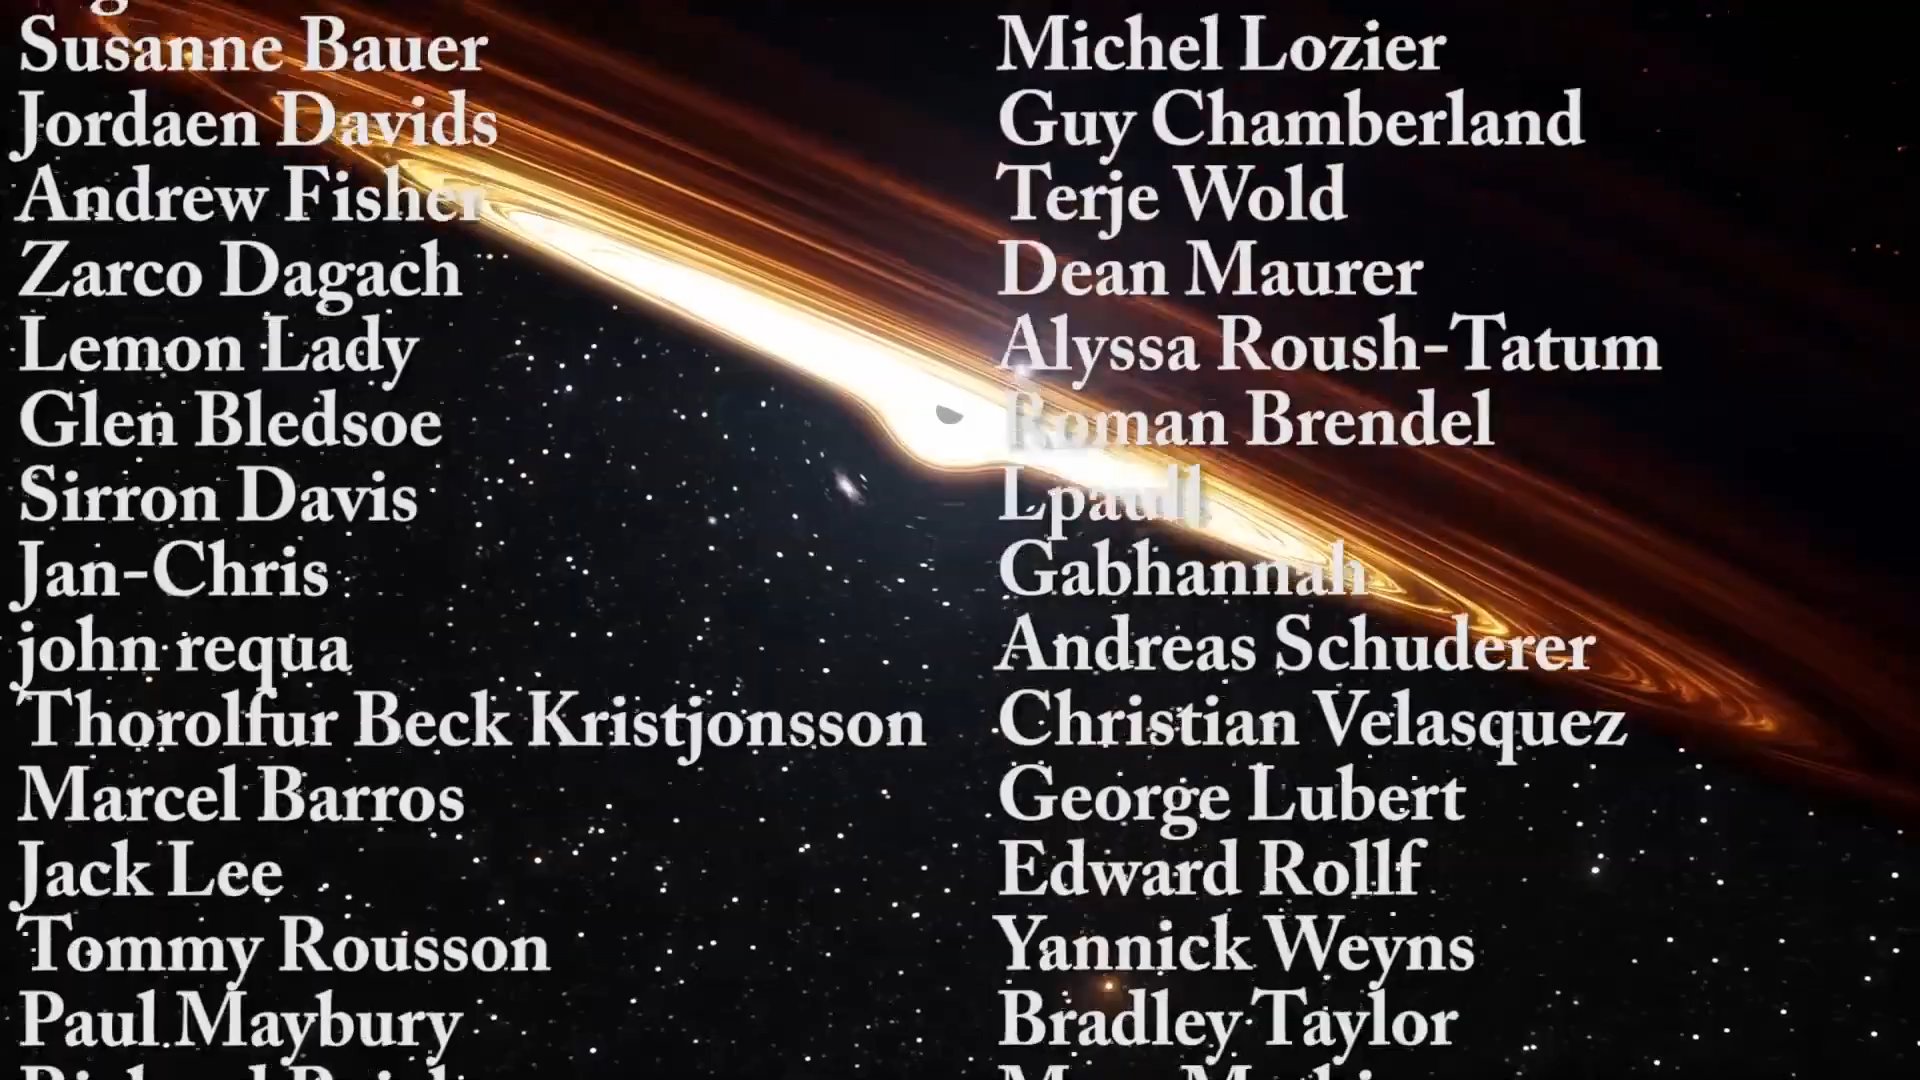 Susanne Bauer
Jordaen Davids
Andrew Fisher
Zarco Dagach
Lemon Lady
Glen Bledsoe
Sirron Davis
Jan-Chris
john requa
Thorolfur Beck Kristjonsson
Marcel Barros
Jack Lee
Tommy Rousson
Paul Maybury
Michel Lozier
Guy Chamberland
Terje Wold
Dean Maurer
Alyssa Roush-Tatum
Roman Brendel
Lpaull
Gabhannah
Andreas Schuderer
Christian Velasquez
George Lubert
Edward Rollf
Yannick Weyns
Bradley Taylor